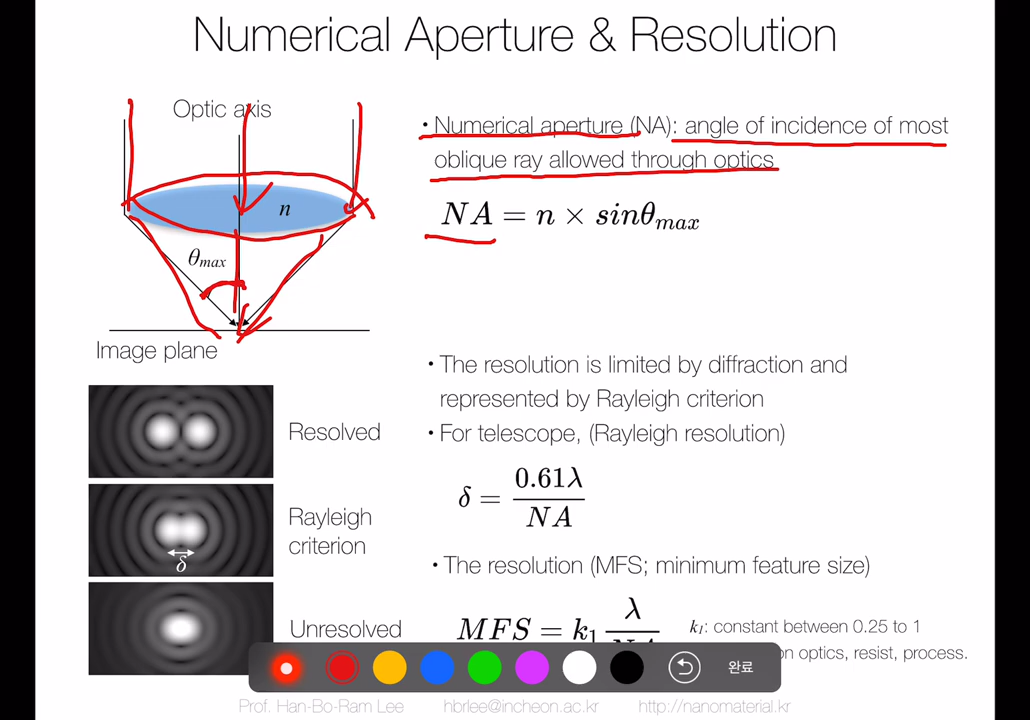 Numerical Aperture & Resolution
Optic axis
n
θmax
Image plane
• Numerical aperture (NA): angle of incidence of most
oblique ray allowed through optics
NA = n × sinθmax
• The resolution is limited by diffraction and
represented by Rayleigh criterion
• For telescope, (Rayleigh resolution)
δ = 0.61λ / NA
• The resolution (MFS; minimum feature size)
MFS = k1 λ / NA
k1: constant between 0.25 to 1
on optics, resist, process.
Resolved
Rayleigh
criterion
δ
Unresolved
완료
Prof. Han-Bo-Ram Lee hbrlee@incheon.ac.kr http://nanomaterial.kr